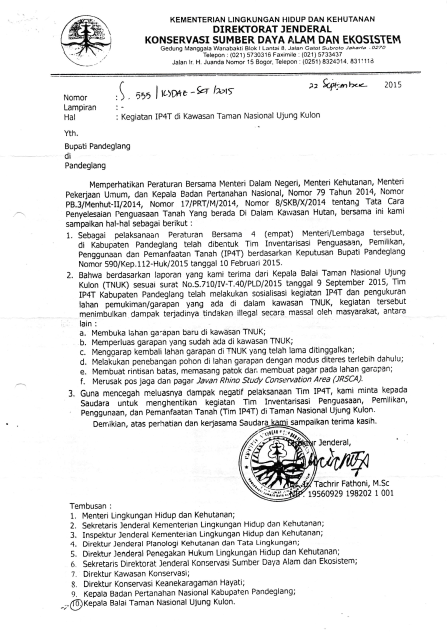 KEMENTERIAN LINGKUNGAN HIDUP DAN KEHUTANAN
DIREKTORAT JENDERAL
KONSERVASI SUMBER DAYA ALAM DAN EKOSISTEM
Gedung Manggala Wanabakti Blok I Lantai 8, Jalan Gatot Subroto Jakarta - 0270
Telepon : (021) 5730316 Faximile : (021) 5733437
Jalan Ir. H. Juanda Nomor 15 Bogor, Telepon : (0251) 8324014, 8311118
22 September 2015
Nomor : S. 555 / KSDAE-SET /2015
Lampiran : -
Hal : Kegiatan IP4T di Kawasan Taman Nasional Ujung Kulon
Yth.
Bupati Pandeglang
di
Pandeglang
Memperhatikan Peraturan Bersama Menteri Dalam Negeri, Menteri Kehutanan, Menteri
Pekerjaan Umum, dan Kepala Badan Pertanahan Nasional, Nomor 79 Tahun 2014, Nomor
PB.3/Menhut-II/2014, Nomor 17/PRT/M/2014, Nomor 8/SKB/X/2014 tentang Tata Cara
Penyelesaian Penguasaan Tanah Yang berada Di Dalam Kawasan Hutan, bersama ini kami
sampaikan hal-hal sebagai berikut :
1. Sebagai pelaksanaan Peraturan Bersama 4 (empat) Menteri/Lembaga tersebut,
di Kabupaten Pandeglang telah dibentuk Tim Inventarisasi Penguasaan, Pemilikan,
Penggunaan dan Pemanfaatan Tanah (IP4T) berdasarkan Keputusan Bupati Pandeglang
Nomor 590/Kep.112-Huk/2015 tanggal 10 Februari 2015.
2. Bahwa berdasarkan laporan yang kami terima dari Kepala Balai Taman Nasional Ujung
Kulon (TNUK) sesuai surat No.S.710/IV-T.40/PLD/2015 tanggal 9 September 2015, Tim
IP4T Kabupaten Pandeglang telah melakukan sosialisasi kegiatan IP4T dan pengukuran
lahan pemukiman/garapan yang ada di dalam kawasan TNUK, kegiatan tersebut
menimbulkan dampak terjadinya tindakan illegal secara massal oleh masyarakat, antara
lain :
a. Membuka lahan garapan baru di kawasan TNUK;
b. Memperluas garapan yang sudah ada di kawasan TNUK;
c. Menggarap kembali lahan garapan di TNUK yang telah lama ditinggalkan;
d. Melakukan penebangan pohon di lahan garapan dengan modus diteres terlebih dahulu;
e. Membuat rintisan batas, memasang patok dar. membuat pagar pada lahan garapan;
f. Merusak pos jaga dan pagar Javan Rhino Study Conservation Area (JRSCA).
3. Guna mencegah meluasnya dampak negatif pelaksanaan Tim IP4T, kami minta kepada
Saudara untuk menghentikan kegiatan Tim Inventarisasi Penguasaan, Pemilikan,
Penggunaan, dan Pemanfaatan Tanah (Tim IP4T) di Taman Nasional Ujung Kulon.
Demikian, atas perhatian dan kerjasama Saudara kami sampaikan terima kasih.
Jenderal,
Tachrir Fathoni, M.Sc
19560929 198202 1 001
Tembusan :
1. Menteri Lingkungan Hidup dan Kehutanan;
2. Sekretaris Jenderal Kementerian Lingkungan Hidup dan Kehutanan;
3. Inspektur Jenderal Kementerian Lingkungan Hidup dan Kehutanan;
4. Direktur Jenderal Planologi Kehutanan dan Tata Lingkungan;
5. Direktur Jenderal Penegakan Hukum Lingkungan Hidup dan Kehutanan;
6. Sekretaris Direktorat Jenderal Konservasi Sumber Daya Alam dan Ekosistem;
7. Direktur Kawasan Konservasi;
8. Direktur Konservasi Keanekaragaman Hayati;
9. Kepala Badan Pertanahan Nasional Kabupaten Pandeglang;
10. Kepala Balai Taman Nasional Ujung Kulon.